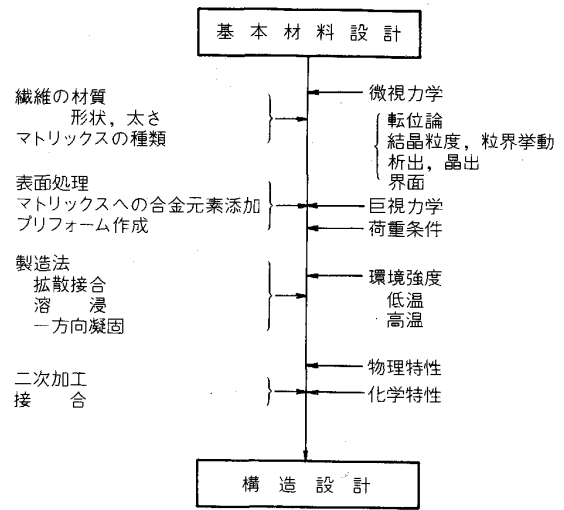 基本材料設計
繊維の材質
形状,太さ
マトリックスの種類
微視力学
転位論
結晶粒度,粒界挙動
析出,晶出
界面
表面処理
マトリックスへの合金元素添加
プリフォーム作成
巨視力学
荷重条件
製造法
拡散接合
溶浸
一方向凝固
環境強度
低温
高温
物理特性
二次加工
接合
化学特性
構造設計